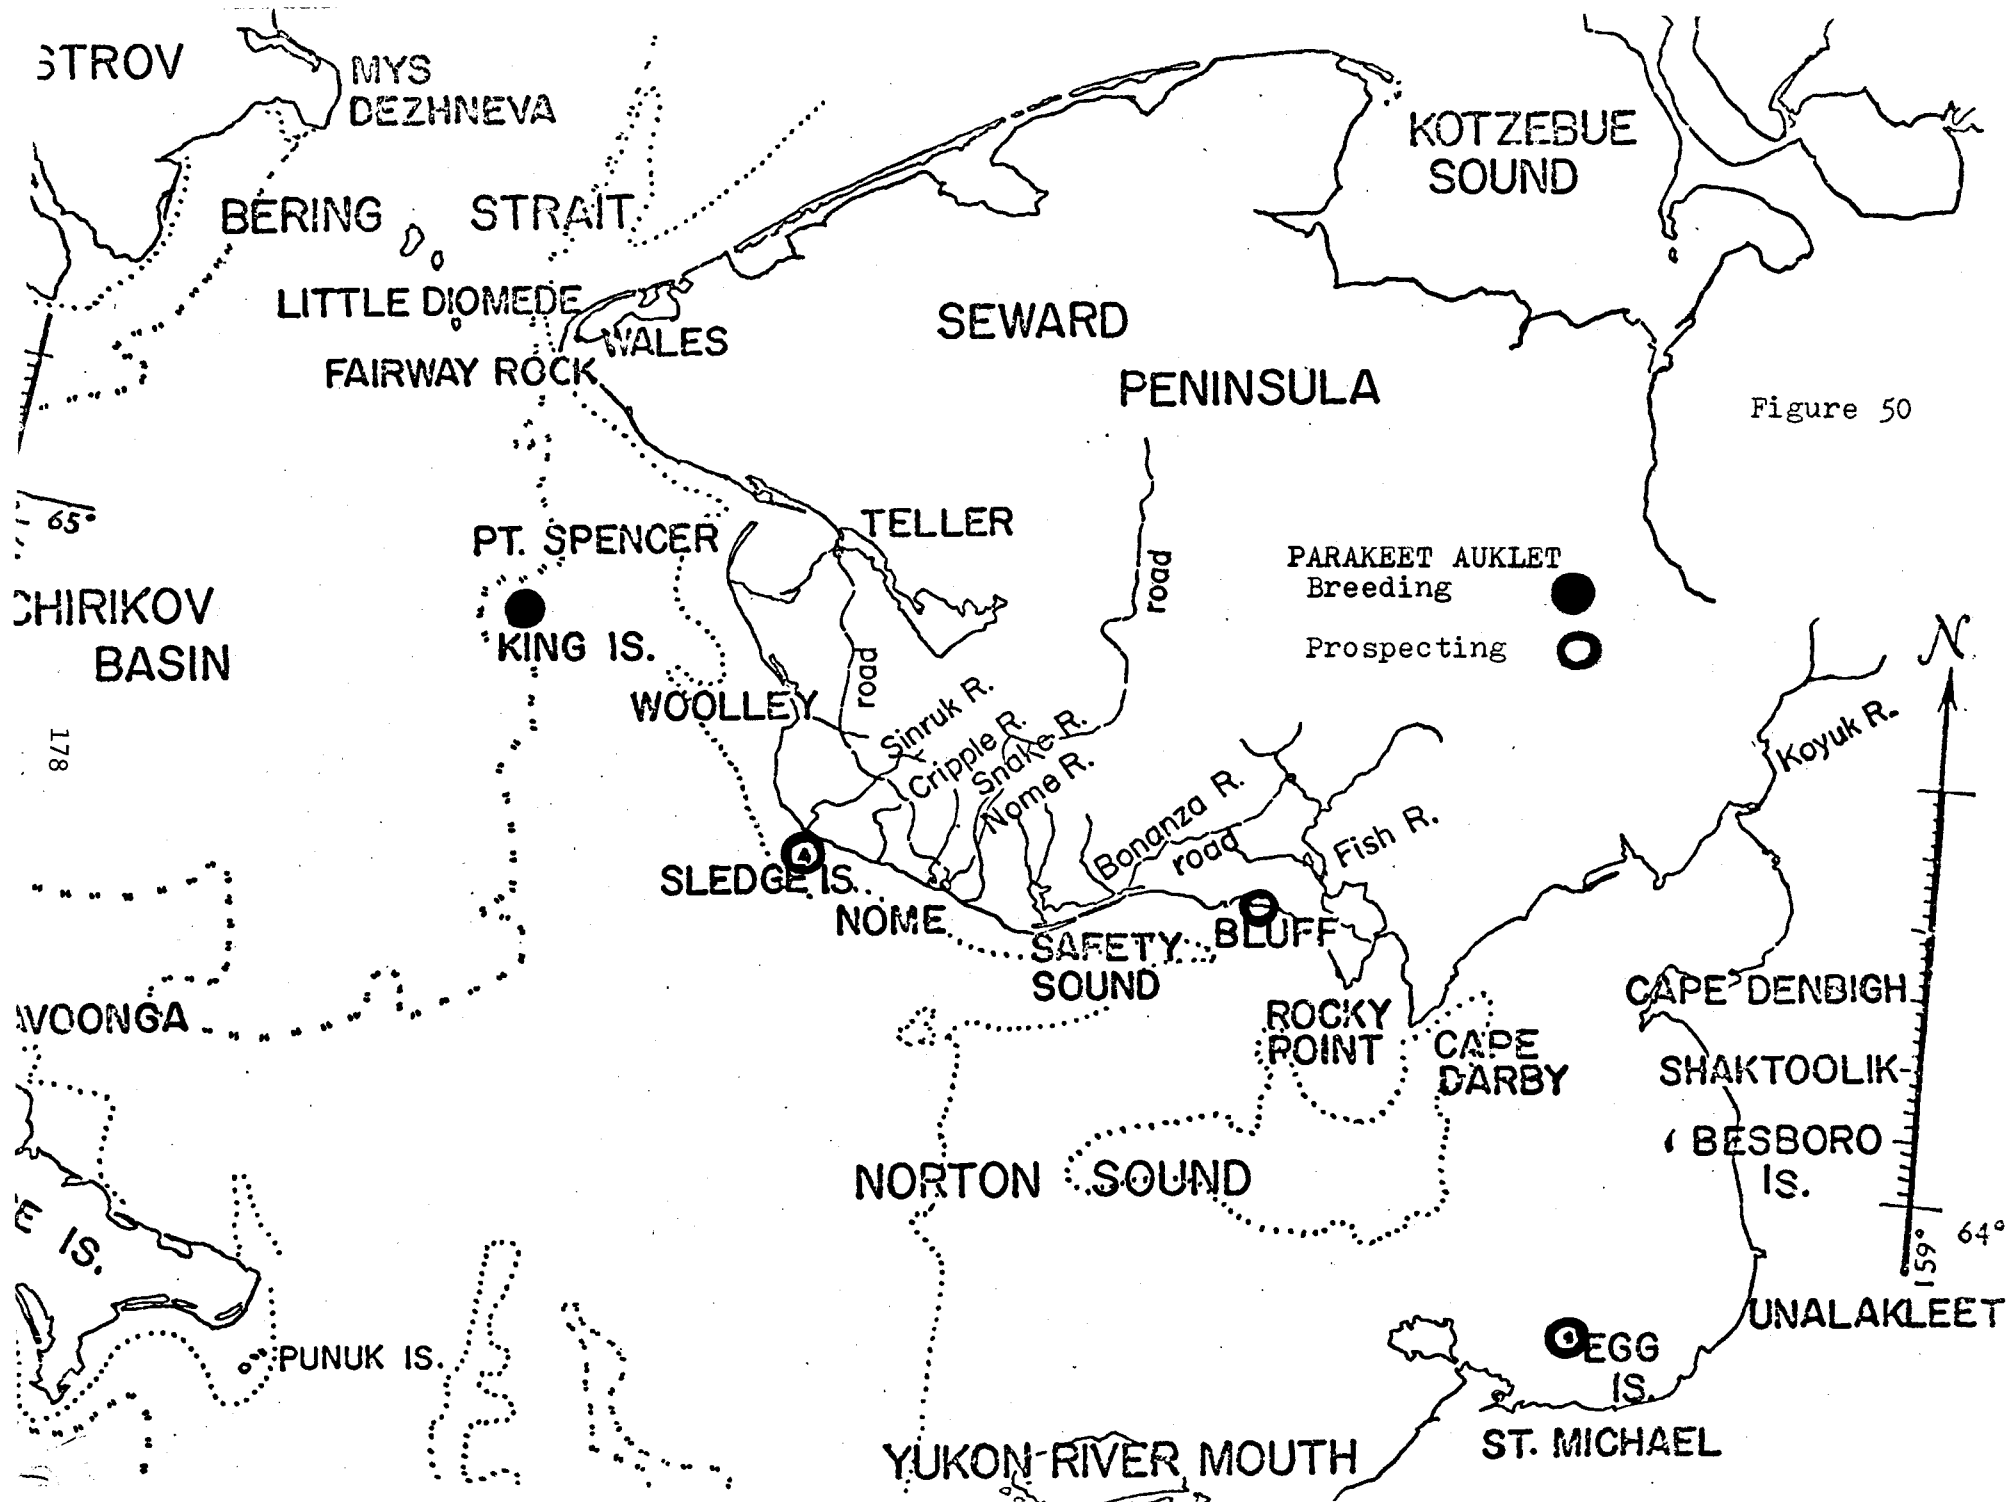 STROV
MYS
DEZHNEVA
KOTZEBUE
SOUND
BERING STRAIT
LITTLE DIOMEDE
WALES
FAIRWAY ROCK
SEWARD
PENINSULA
Figure 50
65°
PT. SPENCER
TELLER
road
PARAKEET AUKLET
Breeding
Prospecting
CHIRIKOV
BASIN
KING IS.
N
178
WOOLLEY
road
Sinruk R.
Cripple R.
Snake R.
Nome R.
Bonanza R.
road
Fish R.
Koyuk R.
SLEDGE IS.
NOME
SAFETY
SOUND
BLUFF
CAPE DENBIGH
VOONGA
ROCKY
POINT
CAPE
DARBY
SHAKTOOLIK
BESBORO
IS.
NORTON SOUND
E IS.
64°
159°
UNALAKLEET
PUNUK IS.
EGG
IS.
ST. MICHAEL
YUKON RIVER MOUTH